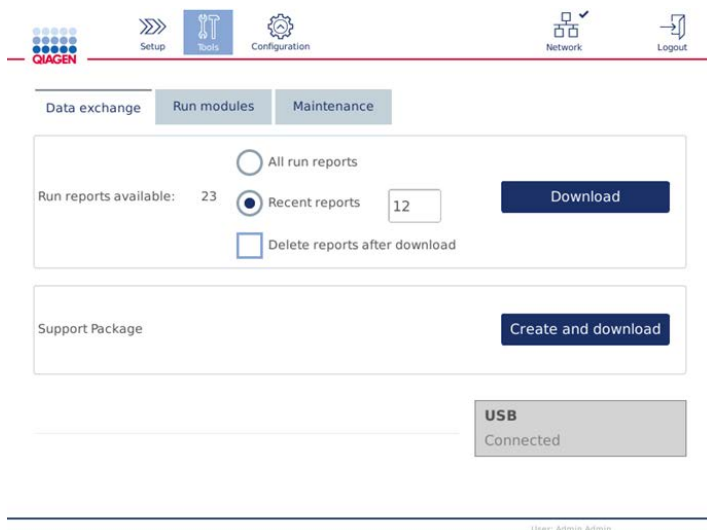 QIAGEN
Setup
Tools
Configuration
Network
Logout
Data exchange
Run modules
Maintenance
All run reports
Run reports available: 23
Recent reports 12
Download
Delete reports after download
Support Package
Create and download
USB
Connected
User: Admin Admin